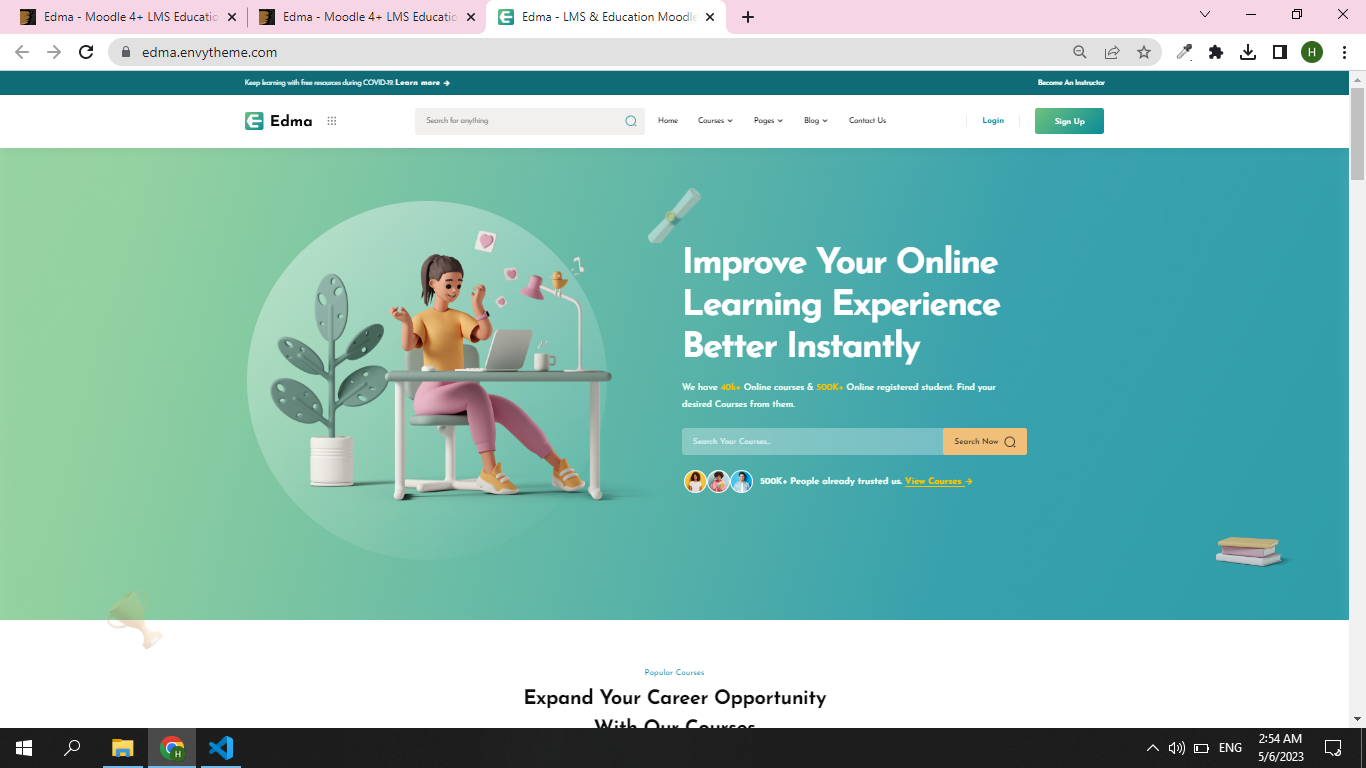 Edma - Moodle 4+ LMS Educatio
Edma - Moodle 4+ LMS Educatio
Edma - LMS & Education Moodle
edma.envytheme.com
H
Keep learning with free resources during COVID-19. Learn more
Become An Instructor
Edma
Search for anything
Home
Courses
Pages
Blog
Contact Us
Login
Sign Up
Improve Your Online
Learning Experience
Better Instantly
We have 40k+ Online courses & 500K+ Online registered student. Find your
desired Courses from them.
Search Your Courses...
Search Now
500K+ People already trusted us. View Courses
Popular Courses
Expand Your Career Opportunity
With Our Courses
H
ENG
2:54 AM
5/6/2023